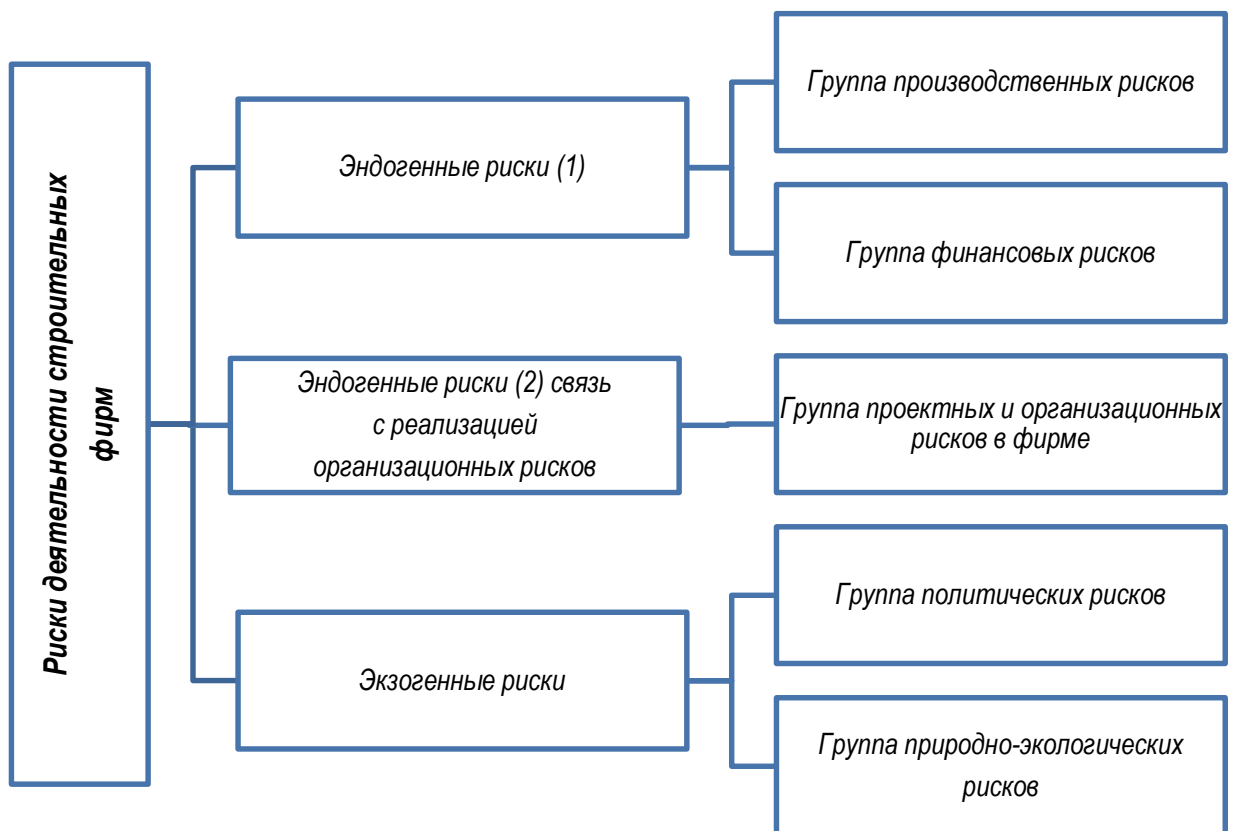 Риски деятельности строительных
фирм
Эндогенные риски (1)
Группа производственных рисков
Группа финансовых рисков
Эндогенные риски (2) связь
с реализацией
организационных рисков
Группа проектных и организационных
рисков в фирме
Экзогенные риски
Группа политических рисков
Группа природно-экологических
рисков